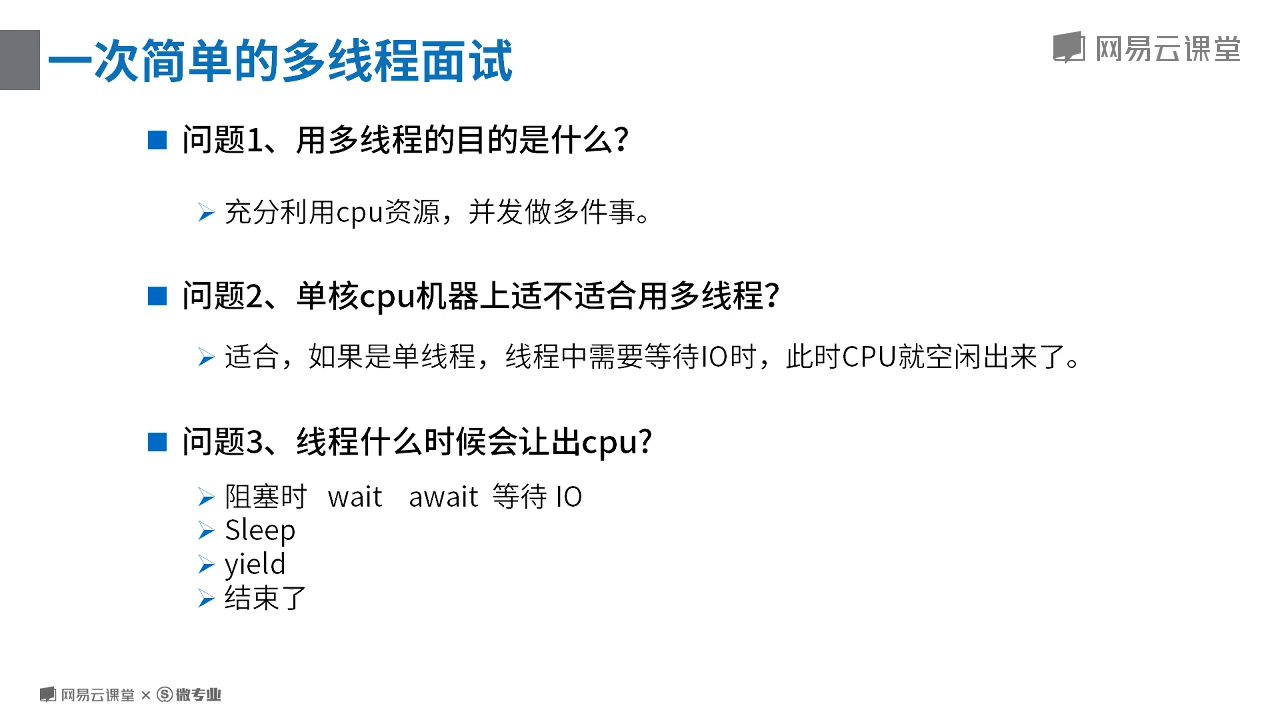 一次简单的多线程面试
网易云课堂
问题1、用多线程的目的是什么?
充分利用cpu资源，并发做多件事。
问题2、单核cpu机器上适不适合用多线程?
适合，如果是单线程，线程中需要等待IO时，此时CPU就空闲出来了。
问题3、线程什么时候会让出cpu?
阻塞时 wait await 等待 IO
Sleep
yield
结束了
网易云课堂 × Ⓢ微专业